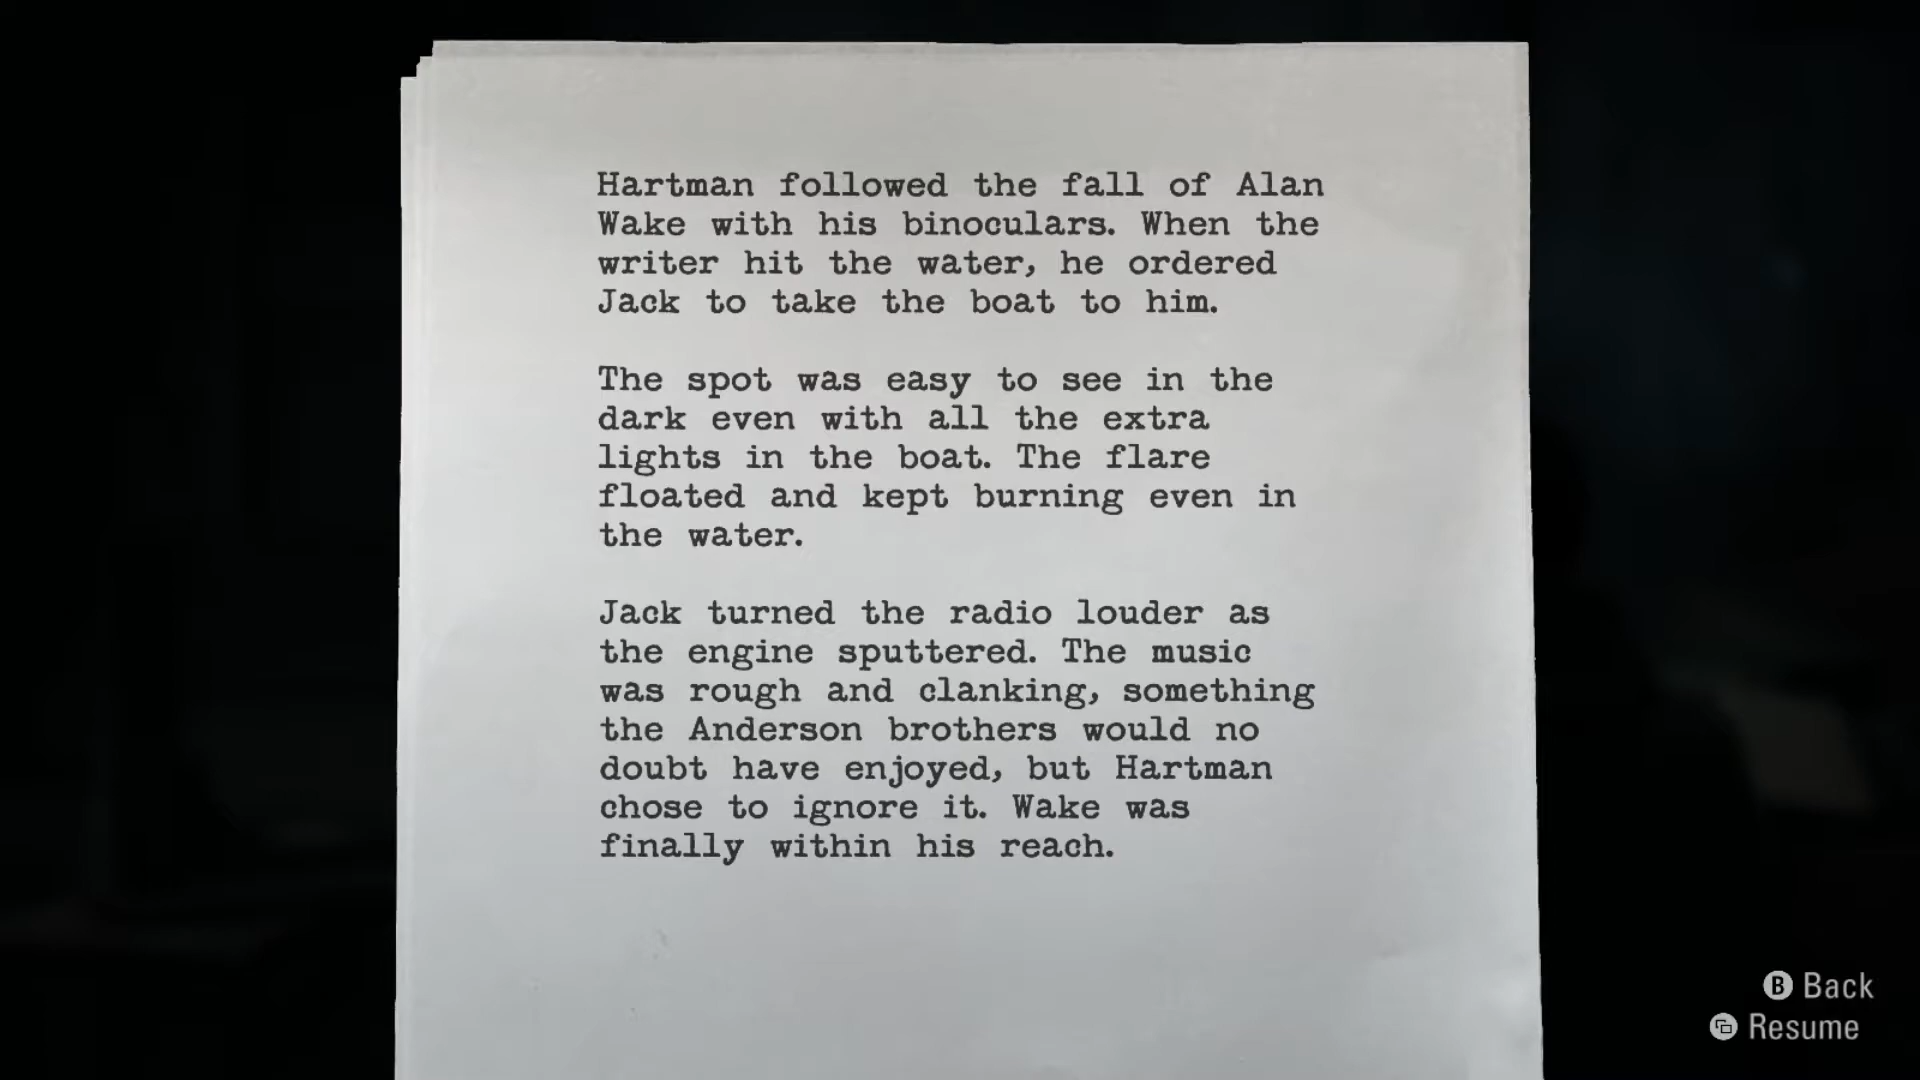 Hartman followed the fall of Alan
Wake with his binoculars. When the
writer hit the water, he ordered
Jack to take the boat to him.
The spot was easy to see in the
dark even with all the extra
lights in the boat. The flare
floated and kept burning even in
the water.
Jack turned the radio louder as
the engine sputtered. The music
was rough and clanking, something
the Anderson brothers would no
doubt have enjoyed, but Hartman
chose to ignore it. Wake was
finally within his reach.
B Back
Resume